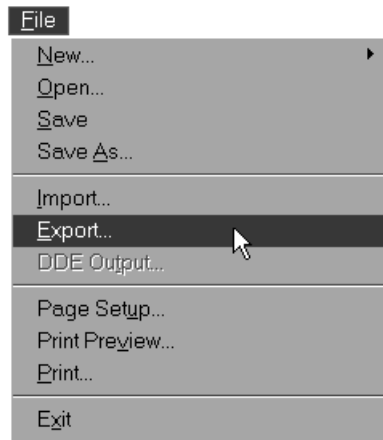 File
New...
Open...
Save
Save As...
Import...
Export...
DDE Output...
Page Setup...
Print Preview...
Print...
Exit